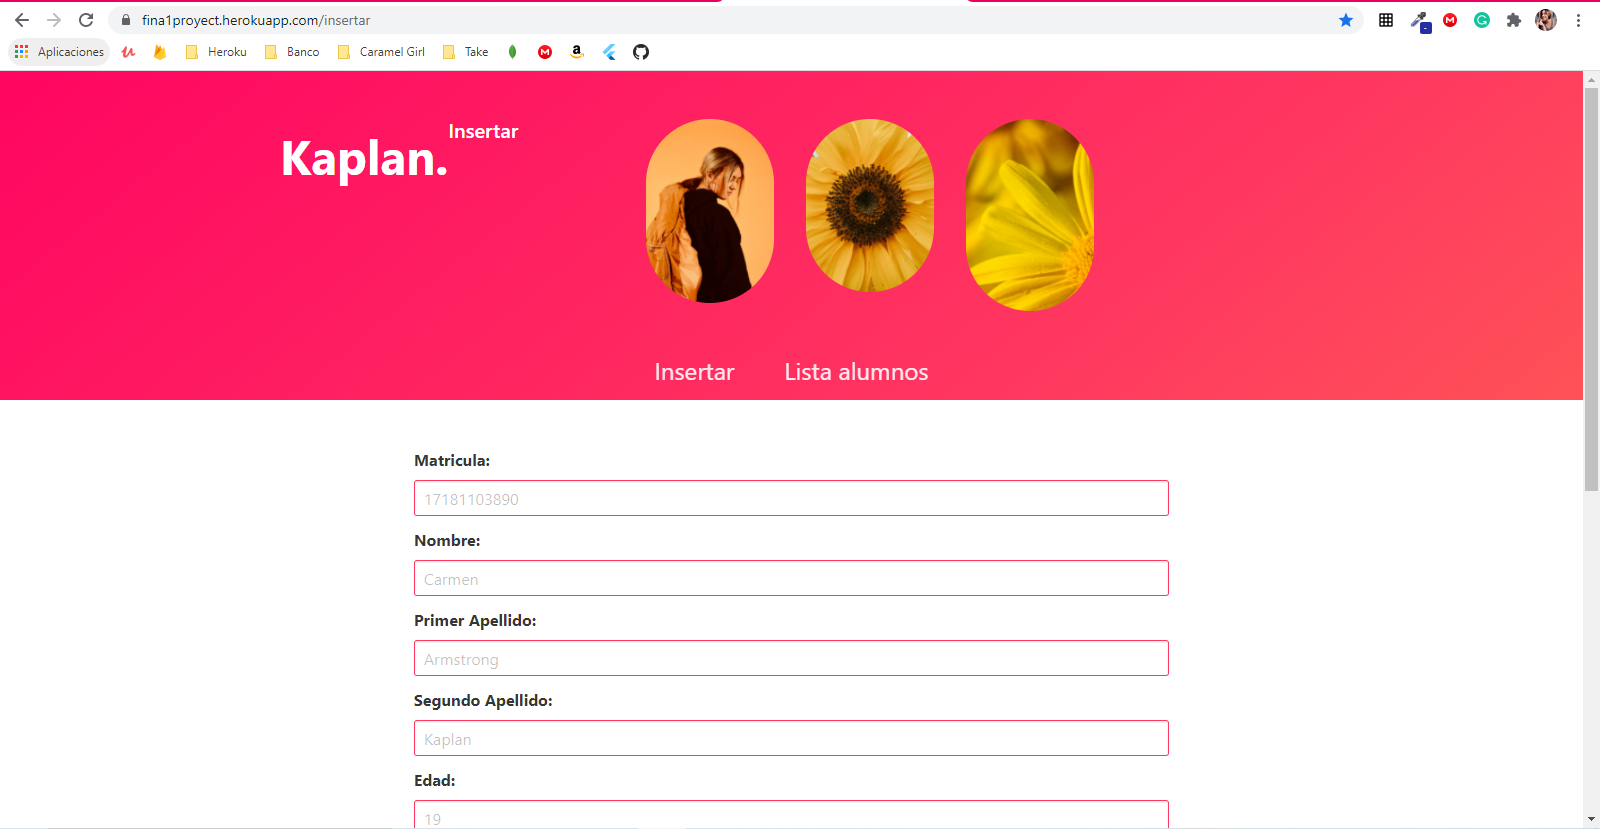 fina1proyect.herokuapp.com/insertar
Aplicaciones Heroku Banco Caramel Girl Take
Kaplan. Insertar
Insertar Lista alumnos
Matricula:
17181103890
Nombre:
Carmen
Primer Apellido:
Armstrong
Segundo Apellido:
Kaplan
Edad:
19